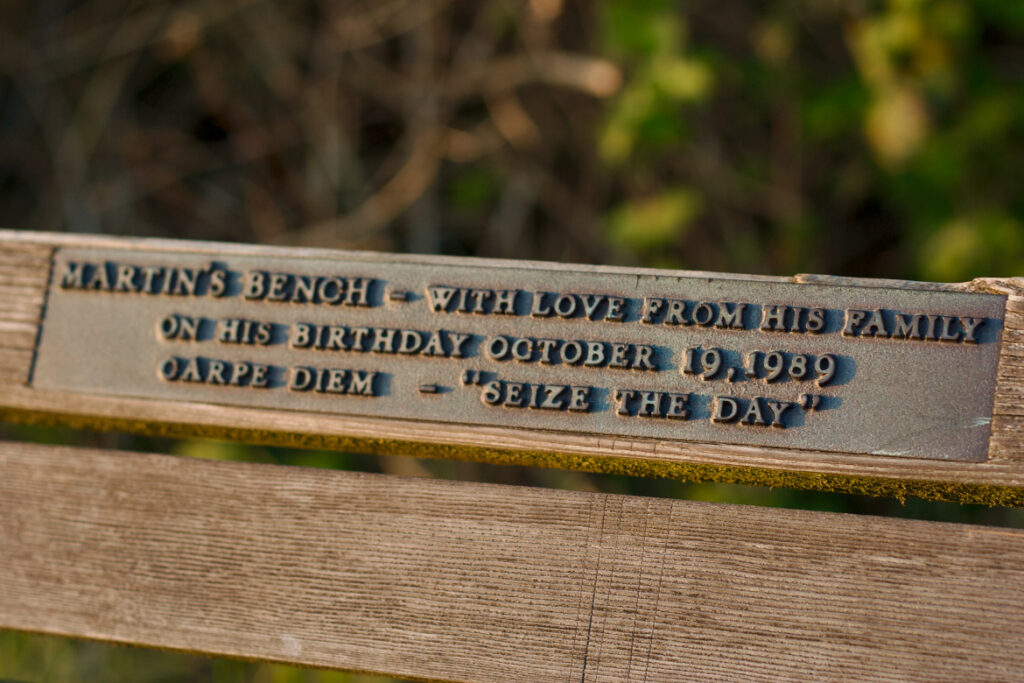 MARTIN'S BENCH - WITH LOVE FROM HIS FAMILY
ON HIS BIRTHDAY OCTOBER 19, 1989
CARPE DIEM - "SEIZE THE DAY"